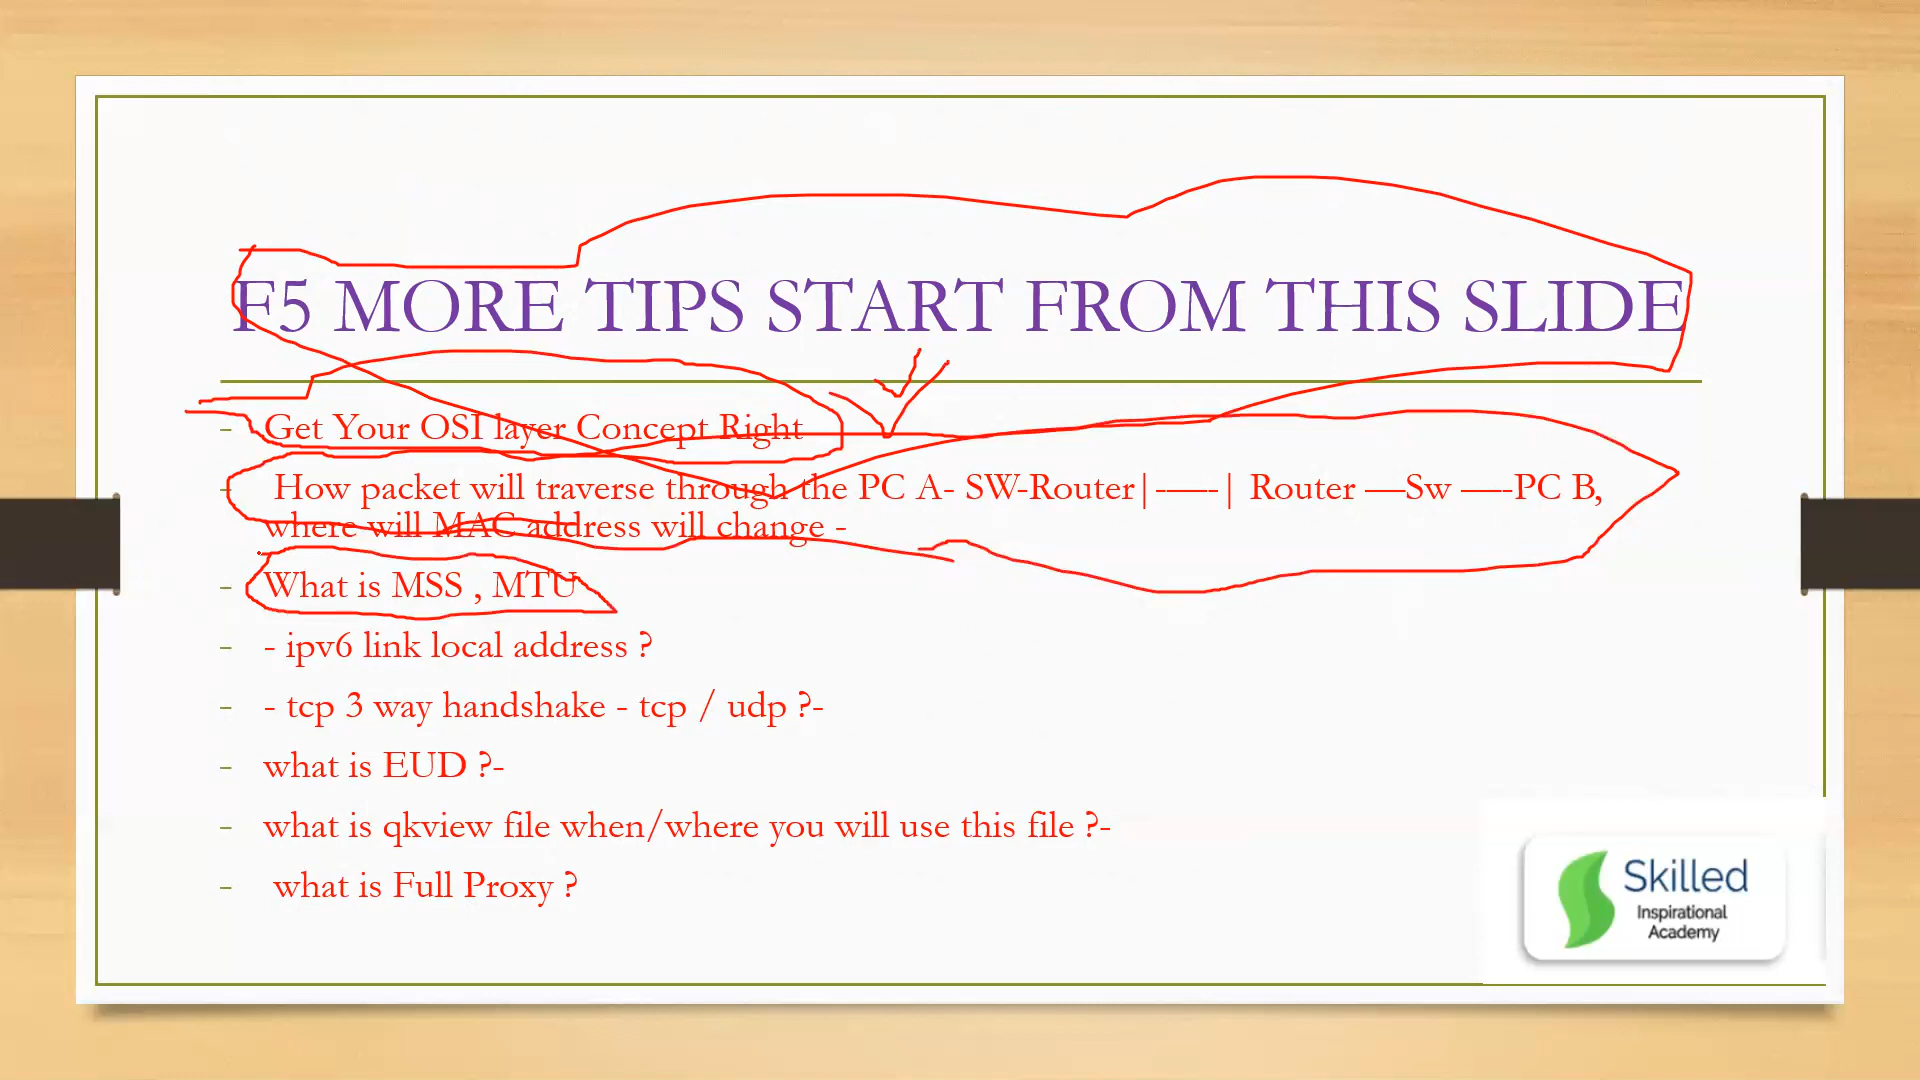 F5 MORE TIPS START FROM THIS SLIDE
- Get Your OSI layer Concept Right
- How packet will traverse through the PC A- SW-Router|-—–-| Router —Sw —-PC B,
where will MAC address will change -
- What is MSS , MTU
- - ipv6 link local address ?
- - tcp 3 way handshake - tcp / udp ?-
- what is EUD ?-
- what is qkview file when/where you will use this file ?-
- what is Full Proxy ?
Skilled
Inspirational
Academy